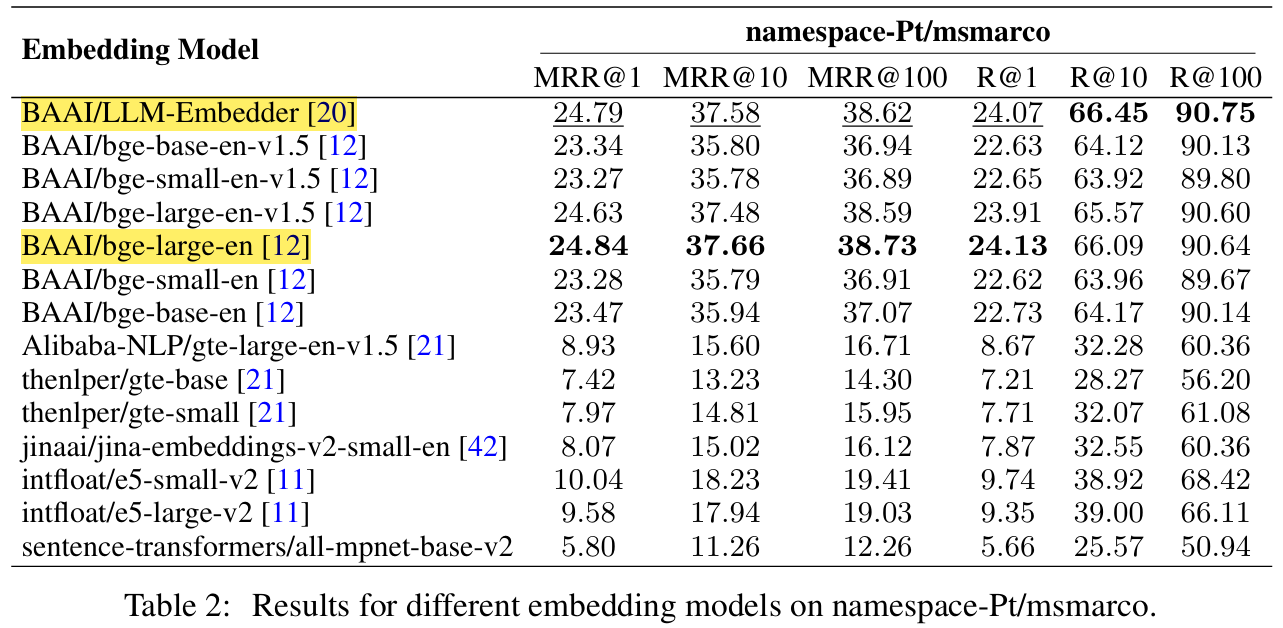 Embedding Model namespace-Pt/msmarco
MRR@1 MRR@10 MRR@100 R@1 R@10 R@100
BAAI/LLM-Embedder [20] 24.79 37.58 38.62 24.07 66.45 90.75
BAAI/bge-base-en-v1.5 [12] 23.34 35.80 36.94 22.63 64.12 90.13
BAAI/bge-small-en-v1.5 [12] 23.27 35.78 36.89 22.65 63.92 89.80
BAAI/bge-large-en-v1.5 [12] 24.63 37.48 38.59 23.91 65.57 90.60
BAAI/bge-large-en [12] 24.84 37.66 38.73 24.13 66.09 90.64
BAAI/bge-small-en [12] 23.28 35.79 36.91 22.62 63.96 89.67
BAAI/bge-base-en [12] 23.47 35.94 37.07 22.73 64.17 90.14
Alibaba-NLP/gte-large-en-v1.5 [21] 8.93 15.60 16.71 8.67 32.28 60.36
thenlper/gte-base [21] 7.42 13.23 14.30 7.21 28.27 56.20
thenlper/gte-small [21] 7.97 14.81 15.95 7.71 32.07 61.08
jinaai/jina-embeddings-v2-small-en [42] 8.07 15.02 16.12 7.87 32.55 60.36
intfloat/e5-small-v2 [11] 10.04 18.23 19.41 9.74 38.92 68.42
intfloat/e5-large-v2 [11] 9.58 17.94 19.03 9.35 39.00 66.11
sentence-transformers/all-mpnet-base-v2 5.80 11.26 12.26 5.66 25.57 50.94
Table 2: Results for different embedding models on namespace-Pt/msmarco.